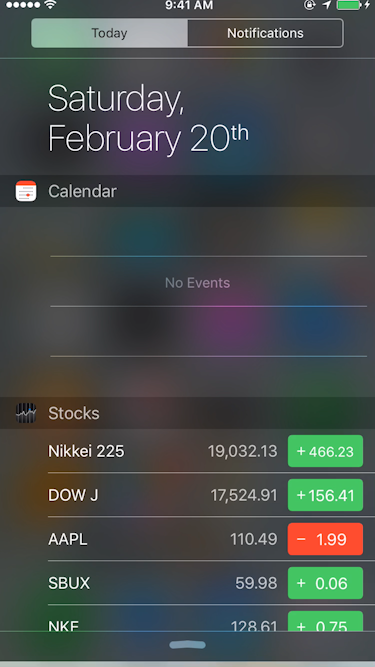 9:41 AM
Today Notifications
Saturday,
February 20th
Calendar
No Events
Stocks
Nikkei 225 19,032.13 +466.23
DOW J 17,524.91 +156.41
AAPL 110.49 − 1.99
SBUX 59.98 + 0.06
NKE 128.61 + 0.75